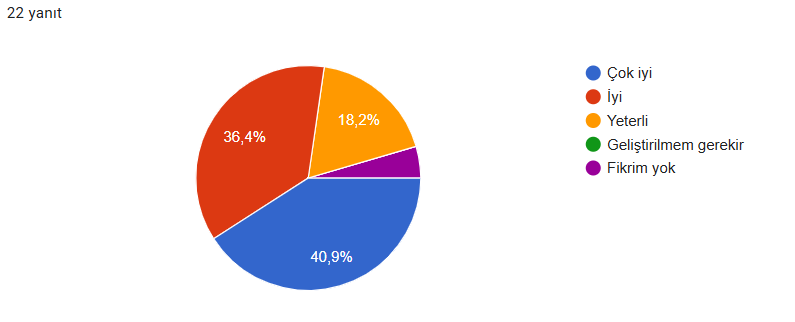 22 yanıt
36,4%
18,2%
40,9%
Çok iyi
İyi
Yeterli
Geliştirilmem gerekir
Fikrim yok